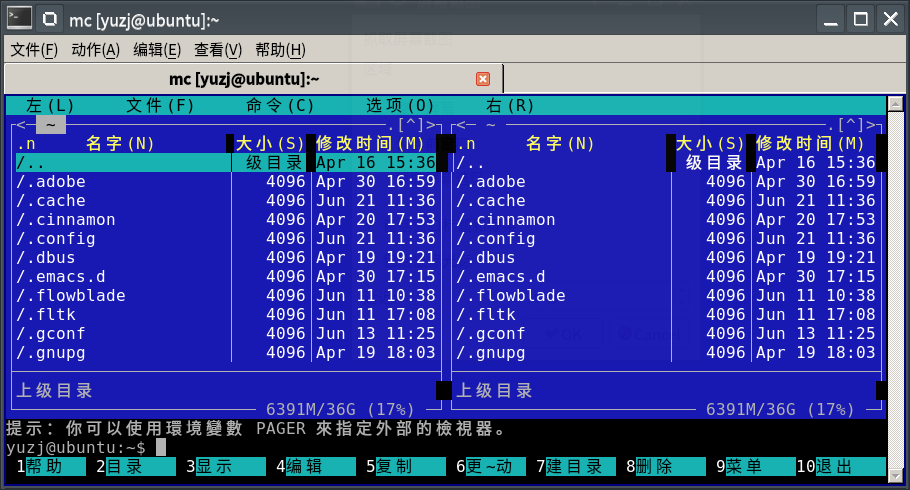 mc [yuzj@ubuntu]:~
文件(F) 动作(A) 编辑(E) 查看(V) 帮助(H)
mc [yuzj@ubuntu]:~
左(L) 文件(F) 命令(C) 选项(O) 右(R)
<─ ~ ─.[^]> <─ ~ ─.[^]>
.n 名字(N) 大小(S) 修改时间(M) .n 名字(N) 大小(S) 修改时间(M)
/.. 级目录 Apr 16 15:36 /.. 级目录 Apr 16 15:36
/.adobe 4096 Apr 30 16:59 /.adobe 4096 Apr 30 16:59
/.cache 4096 Jun 21 11:36 /.cache 4096 Jun 21 11:36
/.cinnamon 4096 Apr 20 17:53 /.cinnamon 4096 Apr 20 17:53
/.config 4096 Jun 21 11:36 /.config 4096 Jun 21 11:36
/.dbus 4096 Apr 19 19:21 /.dbus 4096 Apr 19 19:21
/.emacs.d 4096 Apr 30 17:15 /.emacs.d 4096 Apr 30 17:15
/.flowblade 4096 Jun 11 10:38 /.flowblade 4096 Jun 11 10:38
/.fltk 4096 Jun 11 17:08 /.fltk 4096 Jun 11 17:08
/.gconf 4096 Jun 13 11:25 /.gconf 4096 Jun 13 11:25
/.gnupg 4096 Apr 19 18:03 /.gnupg 4096 Apr 19 18:03
上级目录 上级目录
6391M/36G (17%) 6391M/36G (17%)
提示: 你可以使用環境變數 PAGER 來指定外部的檢視器。
yuzj@ubuntu:~$
1帮助 2目录 3显示 4编辑 5复制 6更~动 7建目录 8删除 9菜单 10退出